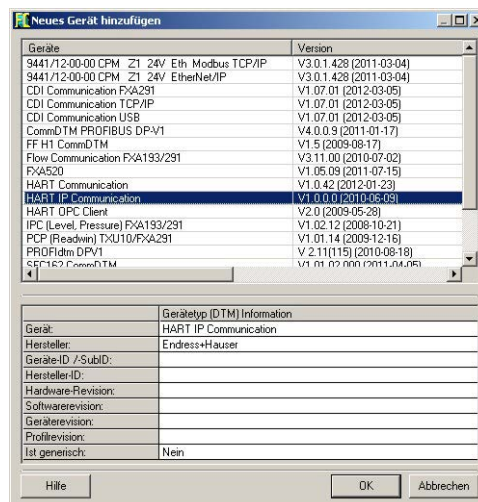 Neues Gerät hinzufügen
Geräte Version
9441/12-00-00 CPM Z1 24V Eth Modbus TCP/IP V3.0.1.428 (2011-03-04)
9441/12-00-00 CPM Z1 24V EtherNet/IP V3.0.1.428 (2011-03-04)
CDI Communication FXA291 V1.07.01 (2012-03-05)
CDI Communication TCP/IP V1.07.01 (2012-03-05)
CDI Communication USB V1.07.01 (2012-03-05)
CommDTM PROFIBUS DP-V1 V4.0.0.9 (2011-01-17)
FF H1 CommDTM V1.5 (2009-08-17)
Flow Communication FXA193/291 V3.11.00 (2010-07-02)
FXA520 V1.05.09 (2011-07-15)
HART Communication V1.0.42 (2012-01-23)
HART IP Communication V1.0.0.0 (2010-06-09)
HART OPC Client V2.0 (2009-05-28)
IPC (Level, Pressure) FXA193/291 V1.02.12 (2008-10-21)
PCP (Readwin) TXU10/FXA291 V1.01.14 (2009-12-16)
PROFIdtm DPV1 V 2.11(115) (2010-08-18)
SFC162 CommDTM V1.01.02.000 (2011-04-05)
Gerätetyp (DTM) Information
Gerät: HART IP Communication
Hersteller: Endress+Hauser
Geräte-ID /-SubID:
Hersteller-ID:
Hardware-Revision:
Softwarerevision:
Geräterevision:
Profilrevision:
Ist generisch: Nein
Hilfe OK Abbrechen